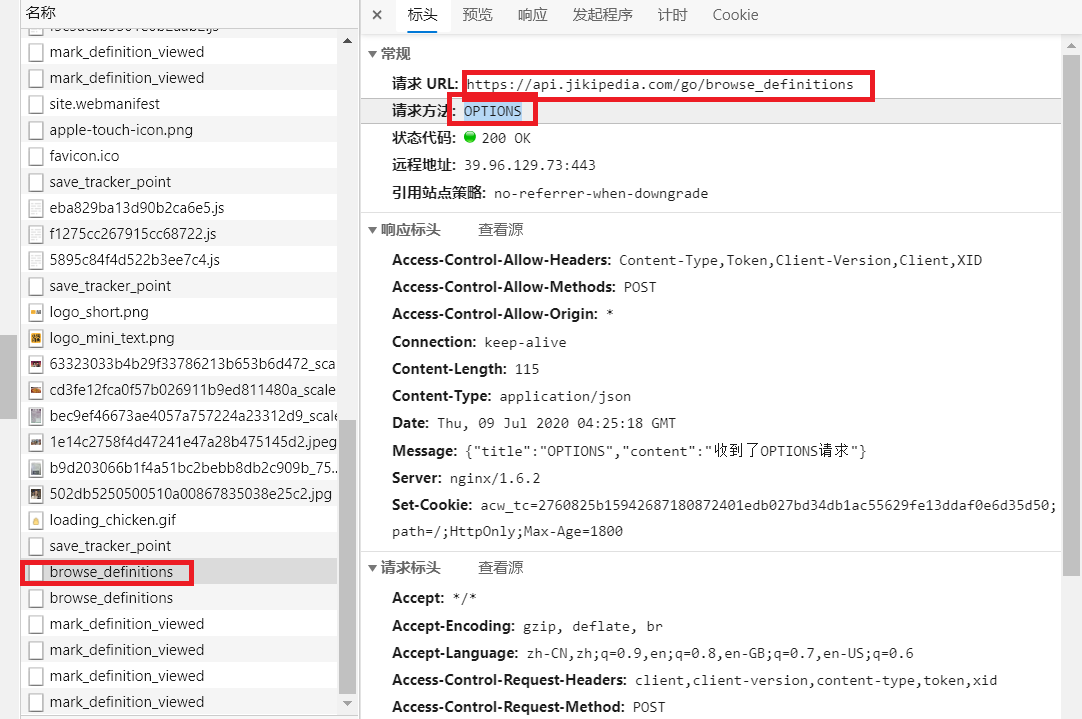 名称
mark_definition_viewed
mark_definition_viewed
site.webmanifest
apple-touch-icon.png
favicon.ico
save_tracker_point
eba829ba13d90b2ca6e5.js
f1275cc267915cc68722.js
5895c84f4d522b3ee7c4.js
save_tracker_point
logo_short.png
logo_mini_text.png
63323033b4b29f33786213b653b6d472_sca
cd3fe12fca0f57b026911b9ed811480a_scale
bec9ef46673ae4057a757224a23312d9_scale
1e14c2758f4d47241e47a28b475145d2.jpeg
b9d203066b1f4a51bc2bebb8db2c909b_75...
502db5250500510a00867835038e25c2.jpg
loading_chicken.gif
save_tracker_point
browse_definitions
browse_definitions
mark_definition_viewed
mark_definition_viewed
mark_definition_viewed
mark_definition_viewed
× 标头 预览 响应 发起程序 计时 Cookie
▼常规
请求 URL: https://api.jikipedia.com/go/browse_definitions
请求方法: OPTIONS
状态代码: 200 OK
远程地址: 39.96.129.73:443
引用站点策略: no-referrer-when-downgrade
▼响应标头 查看源
Access-Control-Allow-Headers: Content-Type,Token,Client-Version,Client,XID
Access-Control-Allow-Methods: POST
Access-Control-Allow-Origin: *
Connection: keep-alive
Content-Length: 115
Content-Type: application/json
Date: Thu, 09 Jul 2020 04:25:18 GMT
Message: {"title":"OPTIONS","content":"收到了OPTIONS请求"}
Server: nginx/1.6.2
Set-Cookie: acw_tc=2760825b15942687180872401edb027bd34db1ac55629fe13ddaf0e6d35d50;
path=/;HttpOnly;Max-Age=1800
▼请求标头 查看源
Accept: */*
Accept-Encoding: gzip, deflate, br
Accept-Language: zh-CN,zh;q=0.9,en;q=0.8,en-GB;q=0.7,en-US;q=0.6
Access-Control-Request-Headers: client,client-version,content-type,token,xid
Access-Control-Request-Method: POST